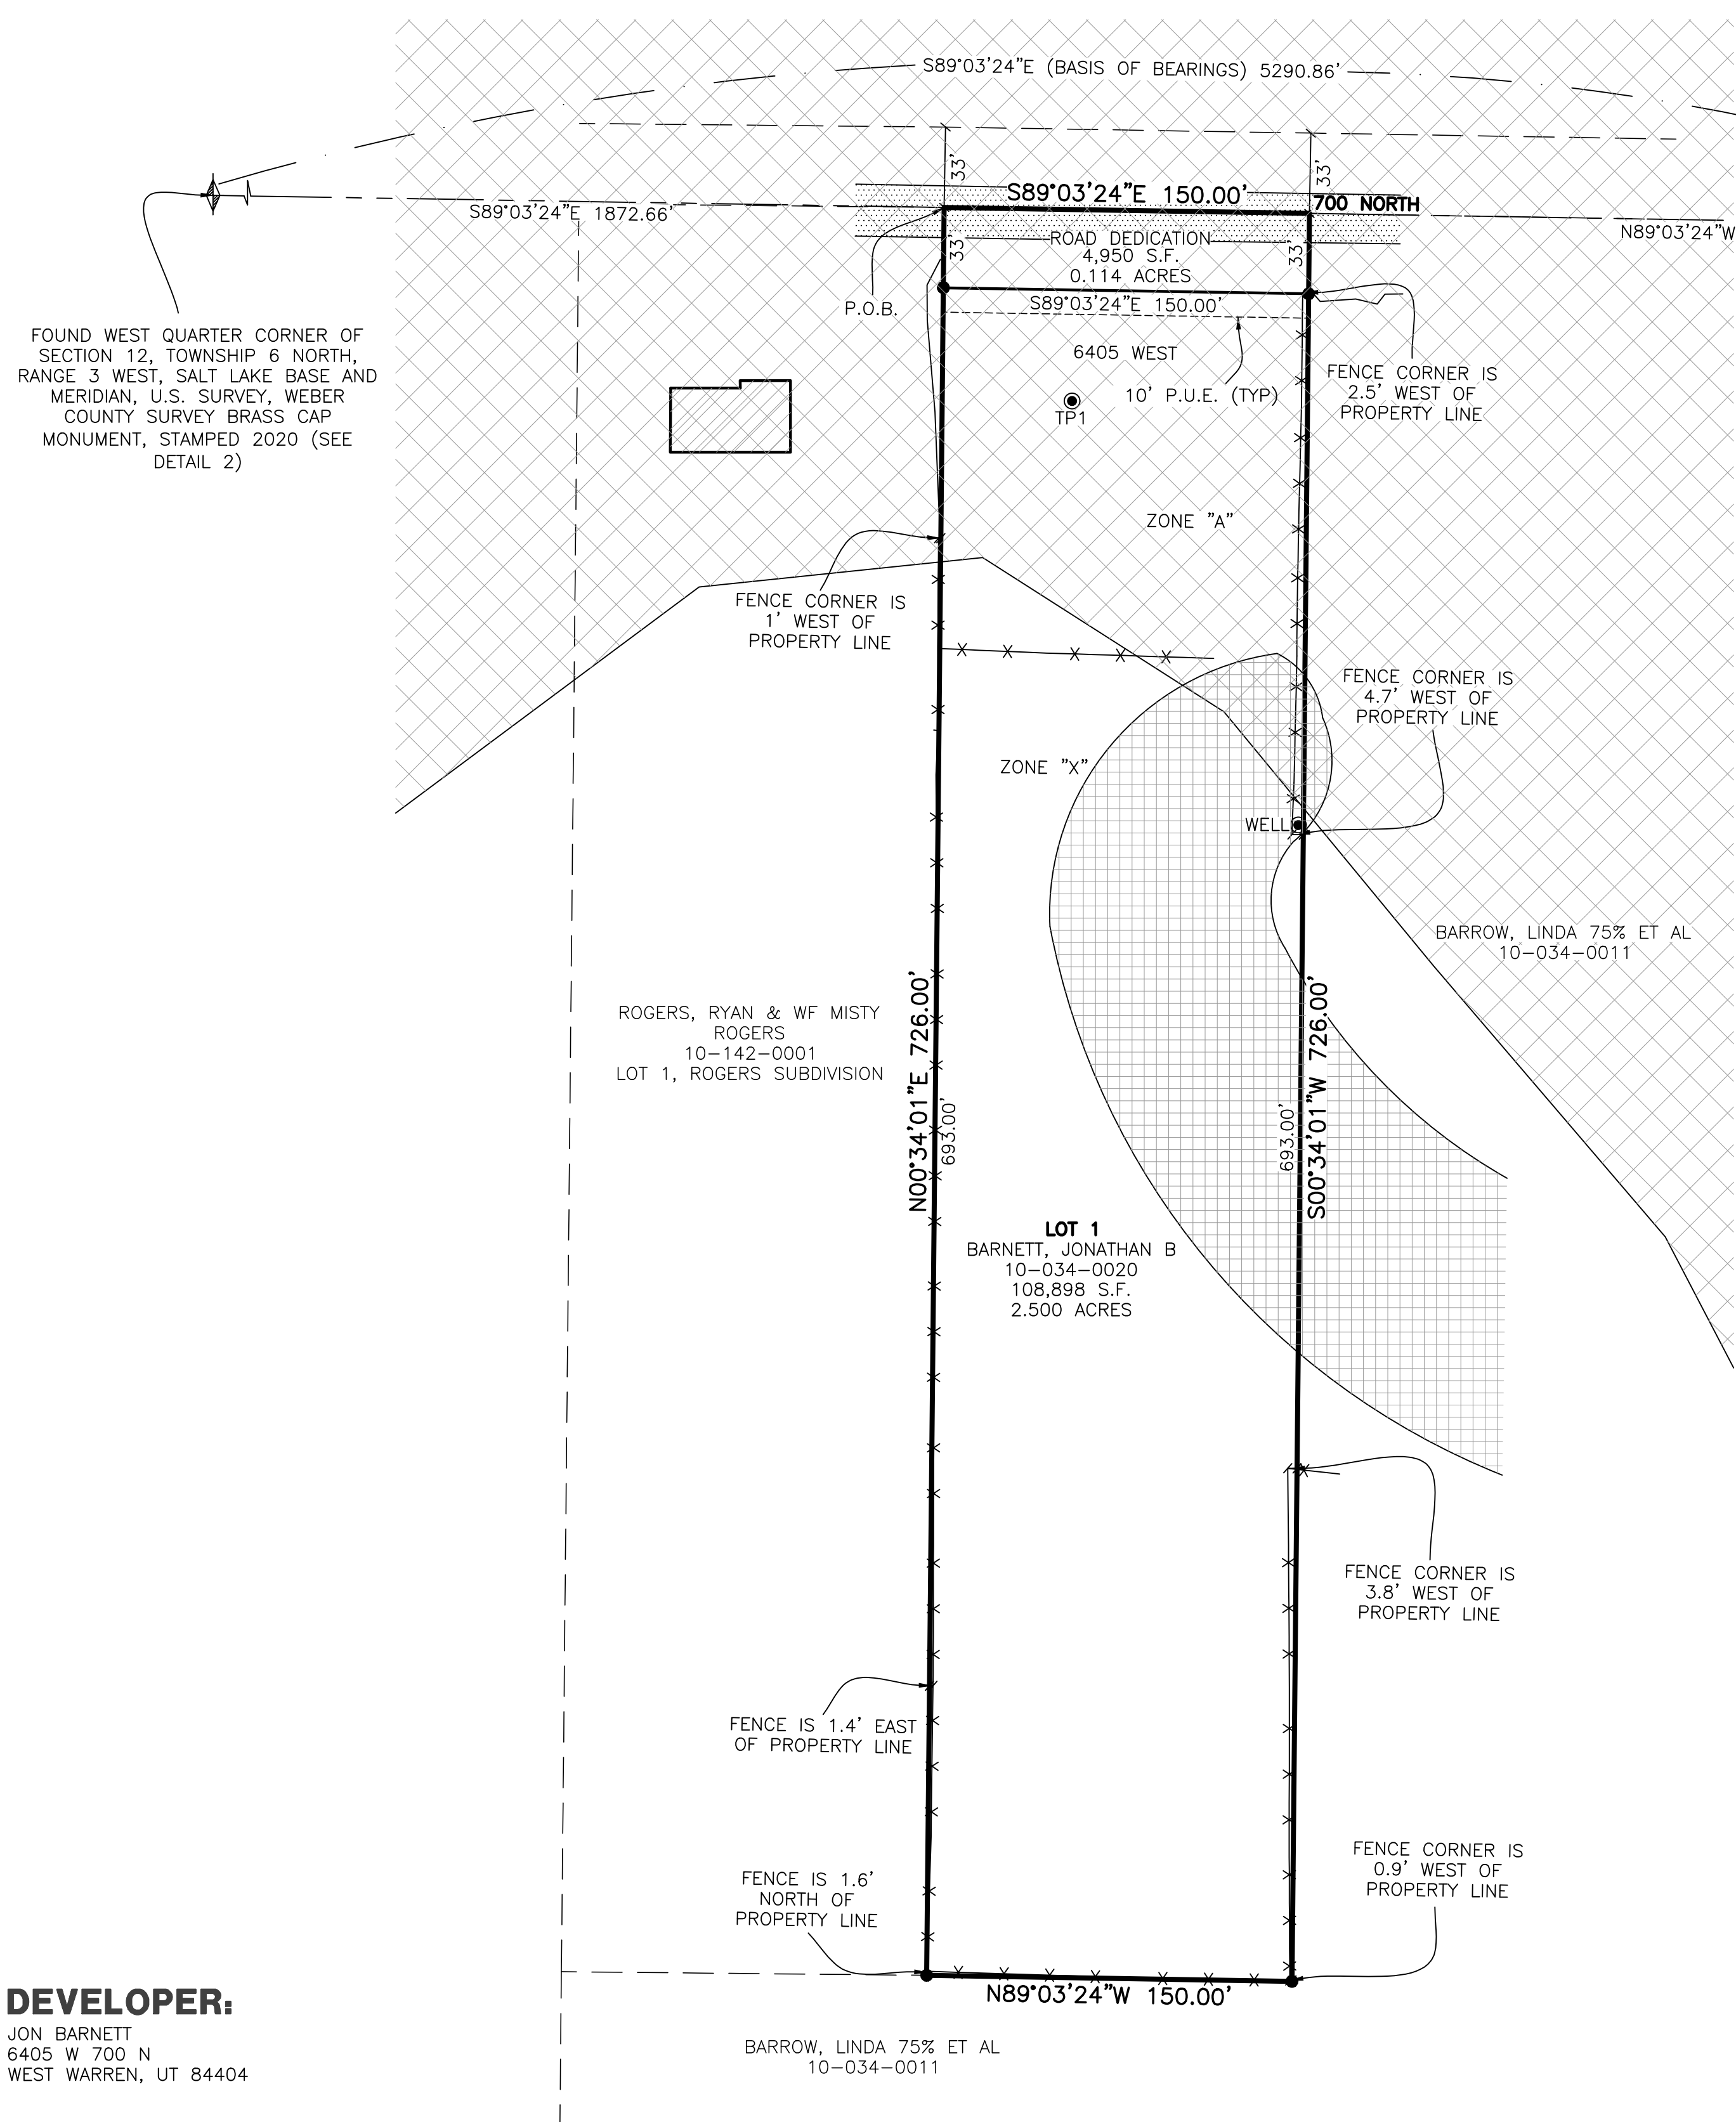 S89°03'24"E (BASIS OF BEARINGS) 5290.86'
33'
33'
S89°03'24"E 150.00'
700 NORTH
S89°03'24"E 1872.66'
N89°03'24"W
33'
ROAD DEDICATION
4,950 S.F.
0.114 ACRES
33'
S89°03'24"E 150.00'
P.O.B.
FOUND WEST QUARTER CORNER OF
SECTION 12, TOWNSHIP 6 NORTH,
RANGE 3 WEST, SALT LAKE BASE AND
MERIDIAN, U.S. SURVEY, WEBER
COUNTY SURVEY BRASS CAP
MONUMENT, STAMPED 2020 (SEE
DETAIL 2)
6405 WEST
10' P.U.E. (TYP)
TP1
FENCE CORNER IS
2.5' WEST OF
PROPERTY LINE
ZONE "A"
FENCE CORNER IS
1' WEST OF
PROPERTY LINE
FENCE CORNER IS
4.7' WEST OF
PROPERTY LINE
ZONE "X"
WELL
BARROW, LINDA 75% ET AL
10-034-0011
ROGERS, RYAN & WF MISTY
ROGERS
10-142-0001
LOT 1, ROGERS SUBDIVISION
N00°34'01"E 726.00'
693.00'
693.00'
S00°34'01"W 726.00'
LOT 1
BARNETT, JONATHAN B
10-034-0020
108,898 S.F.
2.500 ACRES
FENCE CORNER IS
3.8' WEST OF
PROPERTY LINE
FENCE IS 1.4' EAST
OF PROPERTY LINE
FENCE IS 1.6'
NORTH OF
PROPERTY LINE
FENCE CORNER IS
0.9' WEST OF
PROPERTY LINE
N89°03'24"W 150.00'
BARROW, LINDA 75% ET AL
10-034-0011
DEVELOPER:
JON BARNETT
6405 W 700 N
WEST WARREN, UT 84404